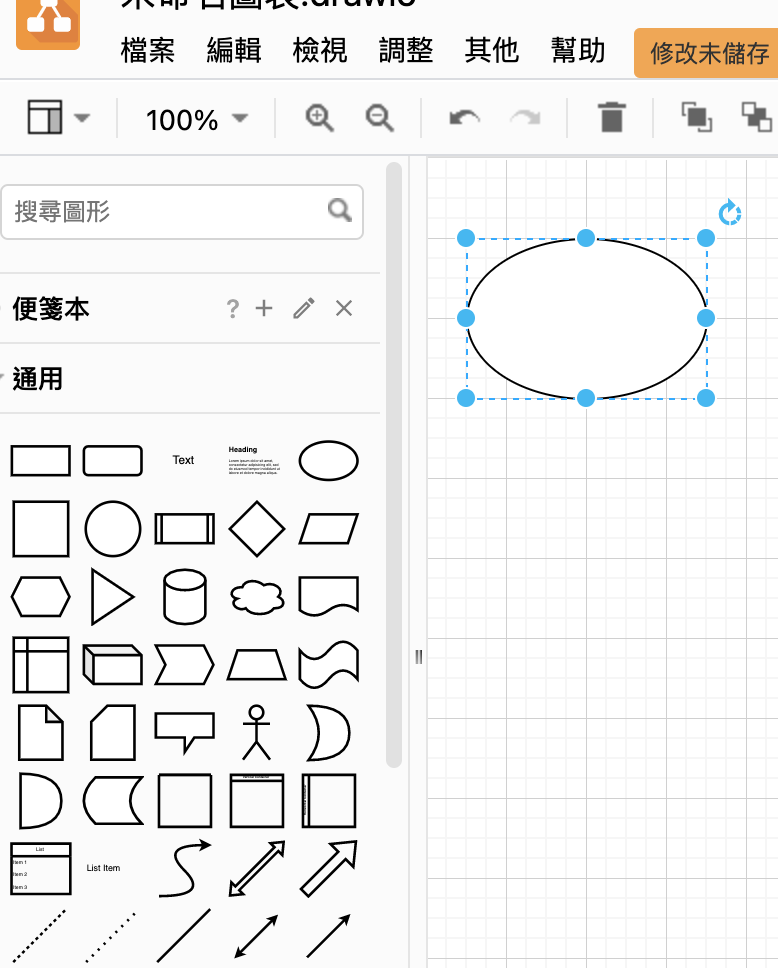 未命名圖表.drawio
檔案 編輯 檢視 調整 其他 幫助 修改未儲存
100%
搜尋圖形
便箋本 ?
通用
Text
Heading
Lorem ipsum dolor sit amet,
consectetur adipisicing elit, sed
do eiusmod tempor incididunt ut
labore et dolore magna aliqua.
List
Item 1
Item 2
Item 3
List Item